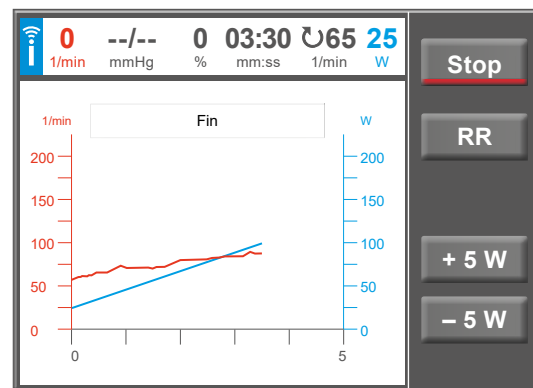 0 --/-- 0 03:30 ↻65 25
1/min mmHg % mm:ss 1/min W
Stop
RR
+ 5 W
– 5 W
1/min Fin W
200 200
150 150
100 100
50 50
0 0
0 5